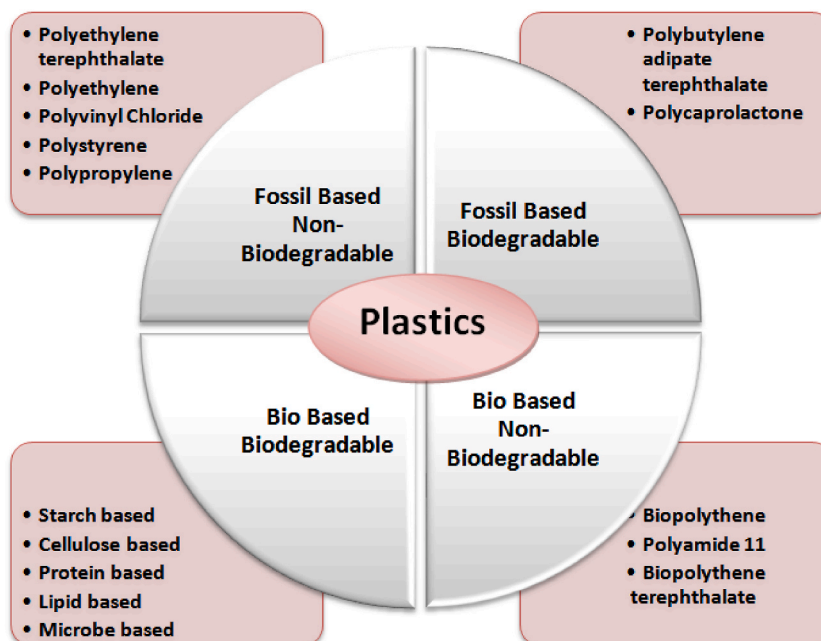 • Polyethylene
terephthalate
• Polyethylene
• Polyvinyl Chloride
• Polystyrene
• Polypropylene
• Polybutylene
adipate
terephthalate
• Polycaprolactone
Fossil Based
Non-
Biodegradable
Fossil Based
Biodegradable
Plastics
Bio Based
Biodegradable
Bio Based
Non-
Biodegradable
• Starch based
• Cellulose based
• Protein based
• Lipid based
• Microbe based
• Biopolythene
• Polyamide 11
• Biopolythene
terephthalate